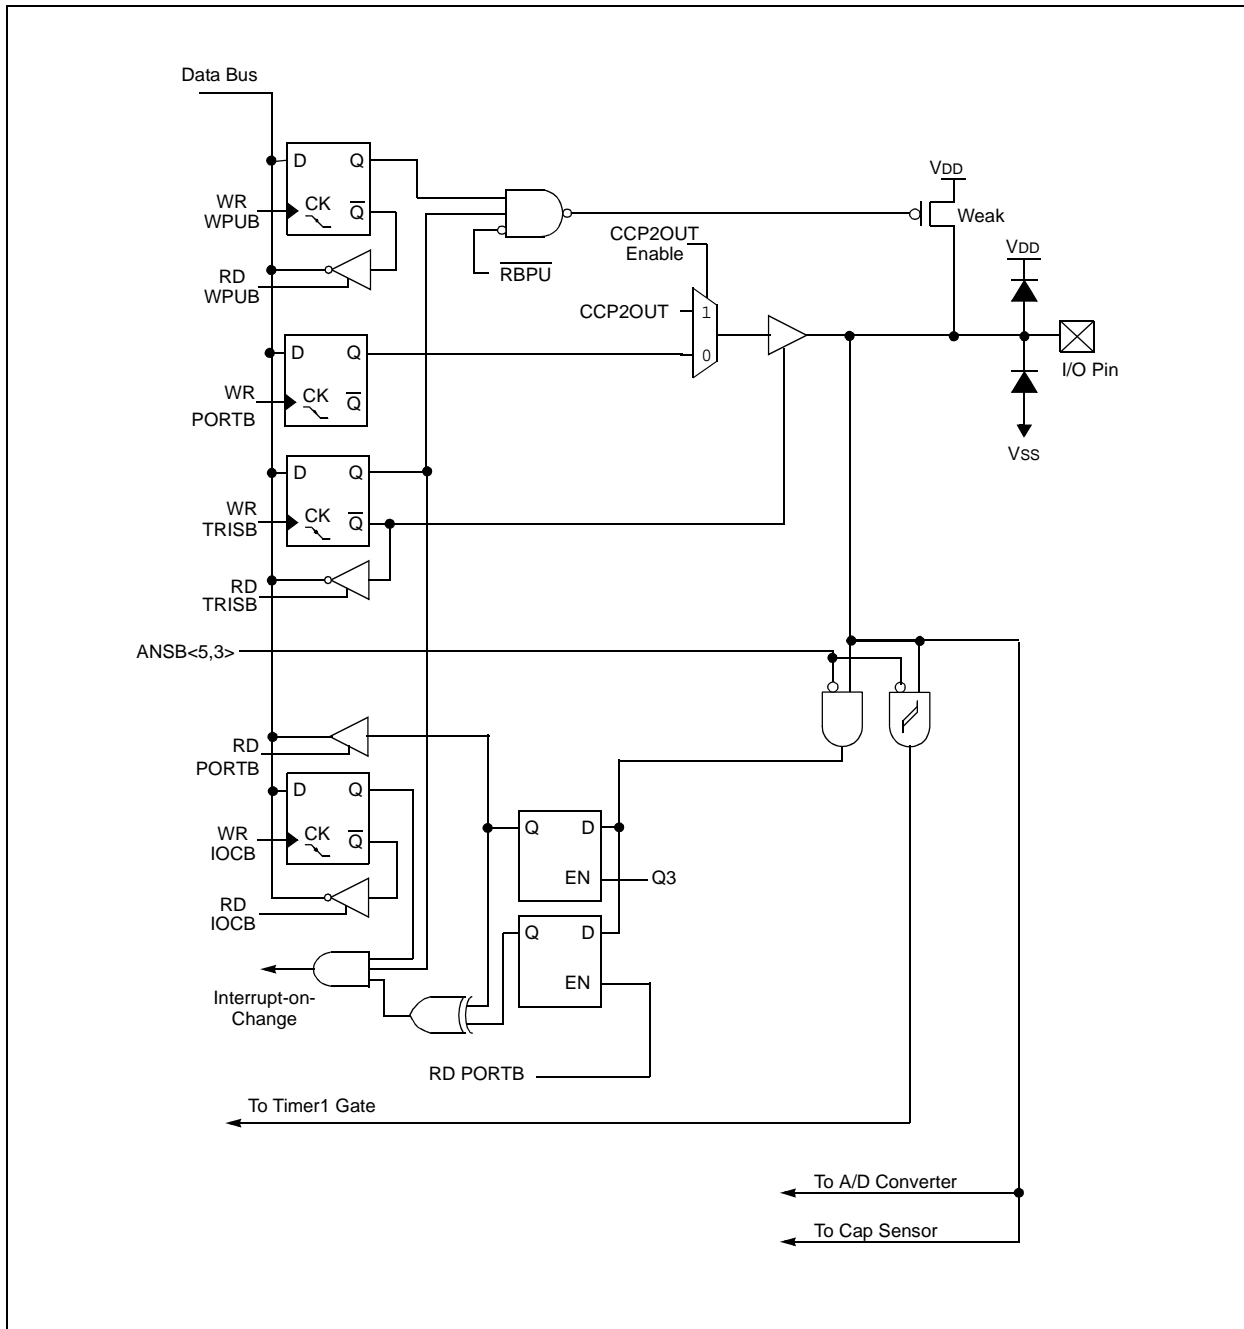 Data Bus
D Q
WR
WPUB
CK Q̅
RD
WPUB
R̅B̅P̅U̅
CCP2OUT
Enable
CCP2OUT
1
0
VDD
Weak
VDD
I/O Pin
VSS
D Q
WR
PORTB
CK Q̅
D Q
WR
TRISB
CK Q̅
RD
TRISB
ANSB<5,3>
RD
PORTB
D Q
WR
IOCB
CK Q̅
RD
IOCB
Q D
EN
Q3
Q D
EN
Interrupt-on-
Change
RD PORTB
To Timer1 Gate
To A/D Converter
To Cap Sensor